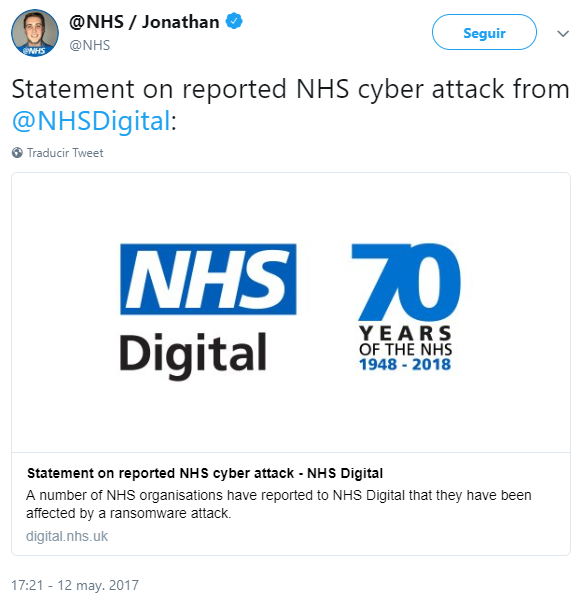 @NHS / Jonathan
@NHS
Seguir
@NHS
Statement on reported NHS cyber attack from
@NHSDigital:
Traducir Tweet
NHS
Digital
70
YEARS
OF THE NHS
1948 - 2018
Statement on reported NHS cyber attack - NHS Digital
A number of NHS organisations have reported to NHS Digital that they have been
affected by a ransomware attack.
digital.nhs.uk
17:21 - 12 may. 2017